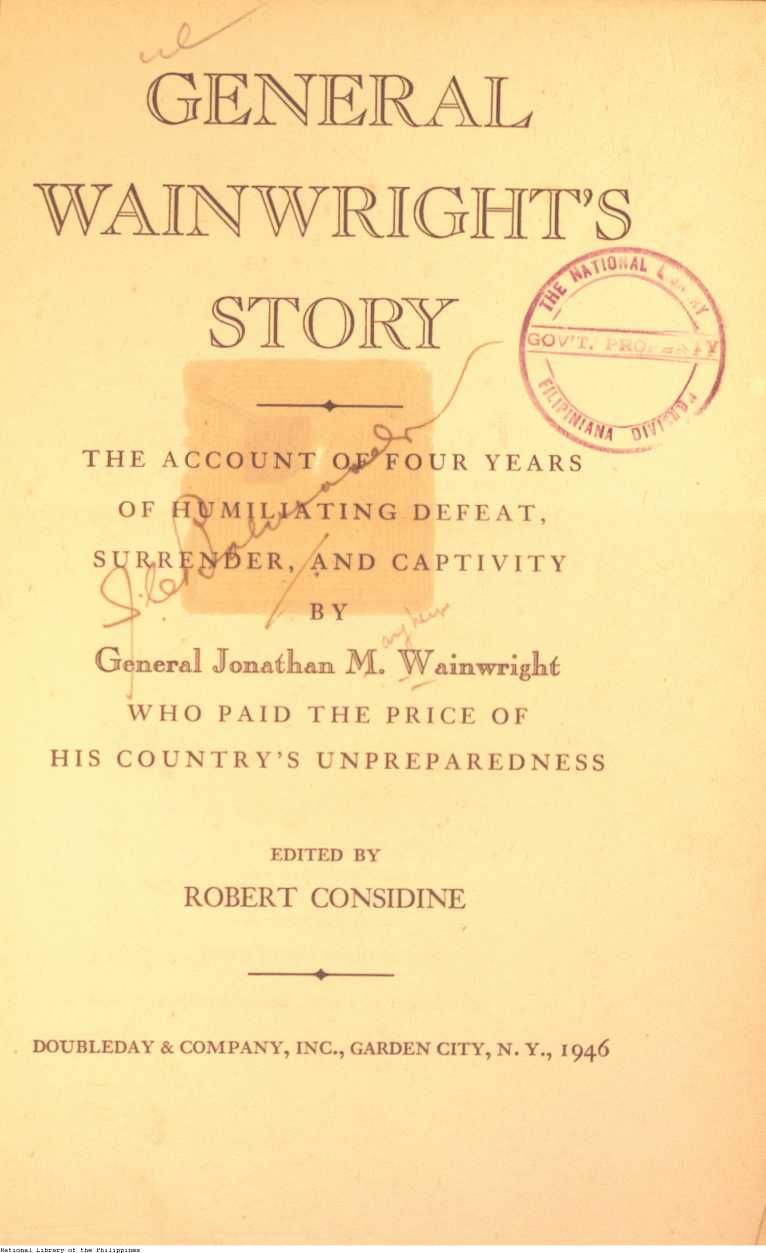 GENERAL
WAINWRIGHT'S
STORY
THE NATIONAL LIBRARY
GOV'T. PROPERTY
FILIPINIANA DIVISION
THE ACCOUNT OF FOUR YEARS
OF HUMILIATING DEFEAT,
SURRENDER, AND CAPTIVITY
BY
General Jonathan M. Wainwright
WHO PAID THE PRICE OF
HIS COUNTRY'S UNPREPAREDNESS
EDITED BY
ROBERT CONSIDINE
DOUBLEDAY & COMPANY, INC., GARDEN CITY, N. Y., 1946
National Library of the Philippines